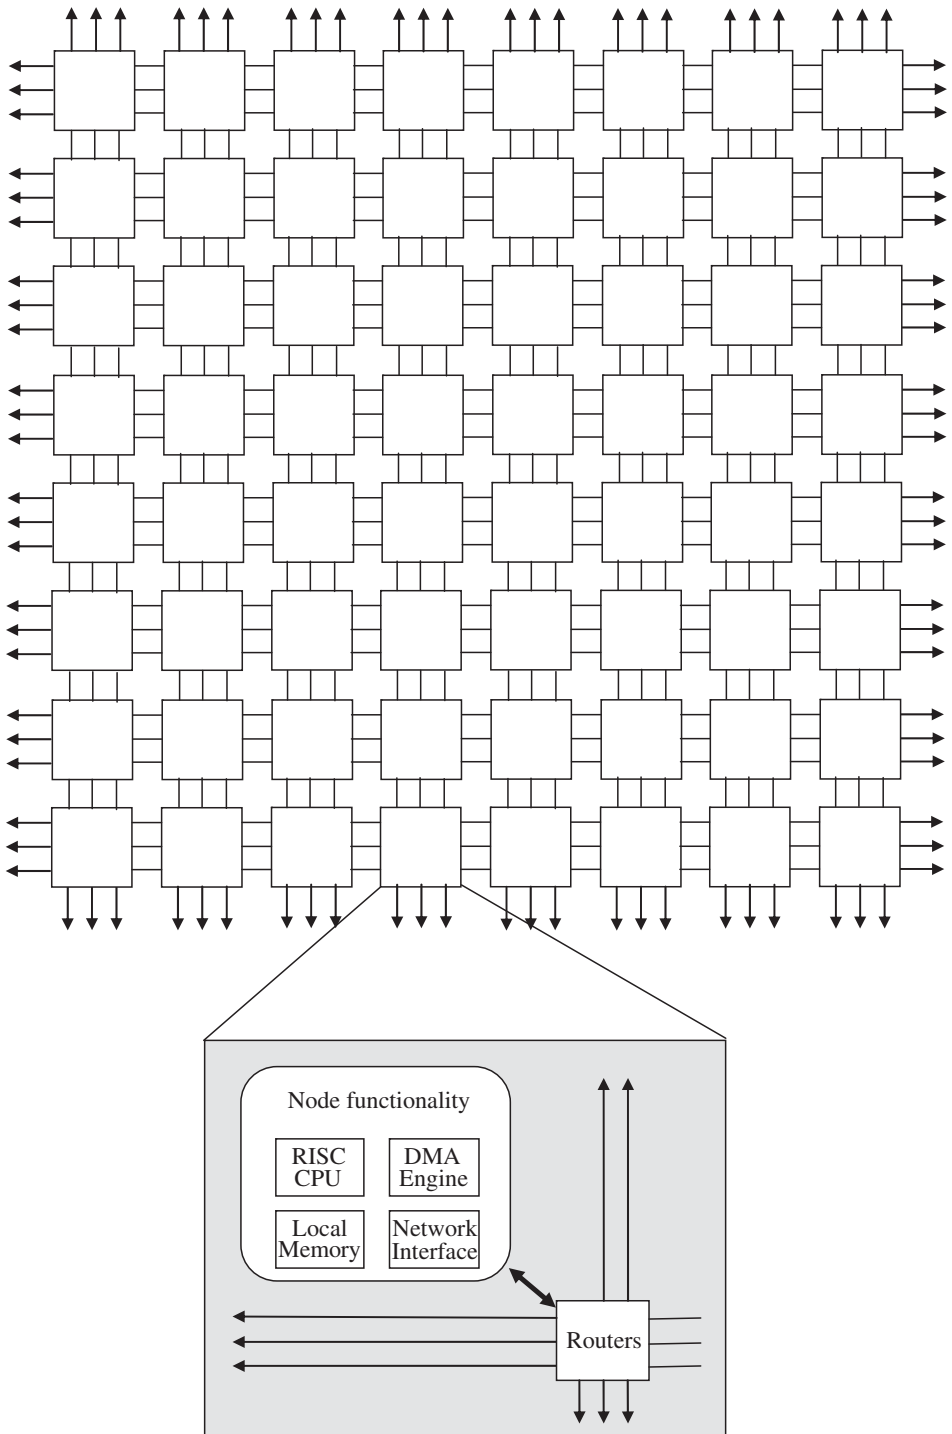 Node functionality
RISC
CPU
DMA
Engine
Local
Memory
Network
Interface
Routers